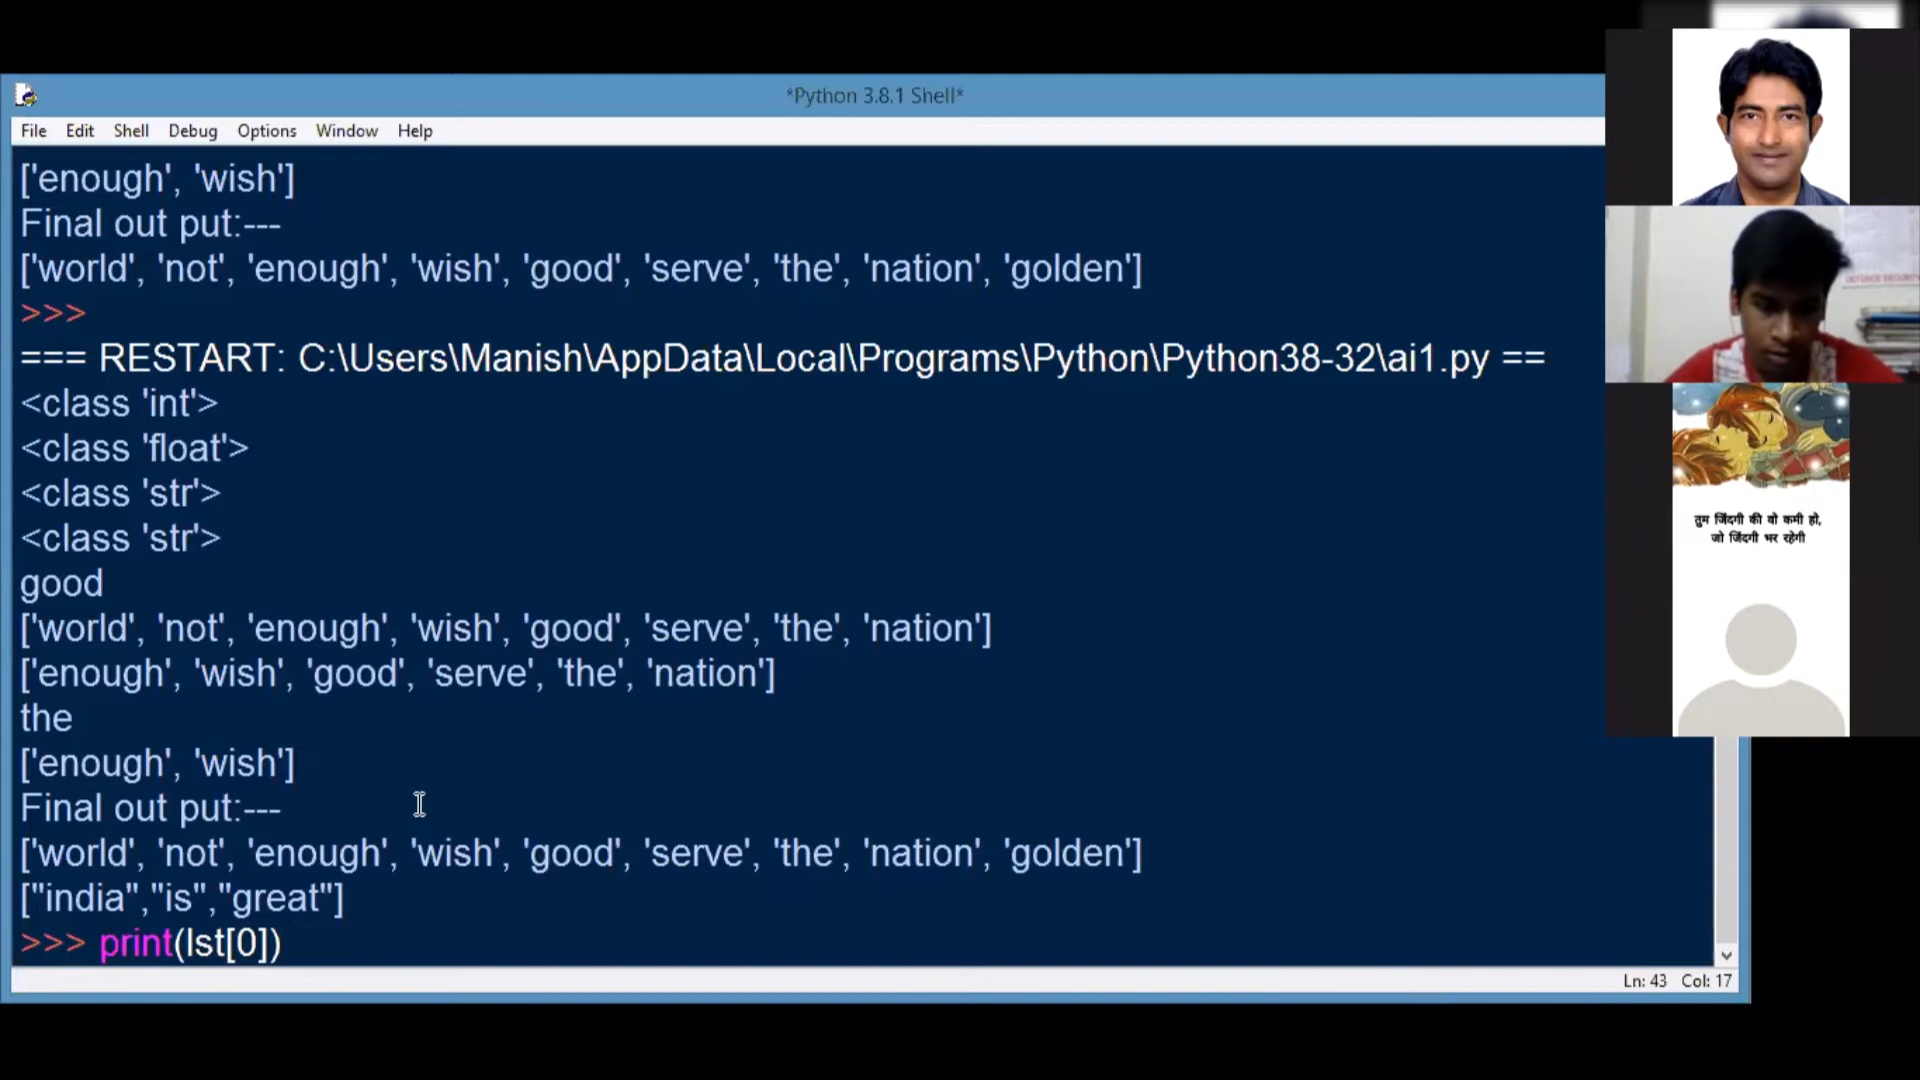 *Python 3.8.1 Shell*
File Edit Shell Debug Options Window Help
['enough', 'wish']
Final out put:---
['world', 'not', 'enough', 'wish', 'good', 'serve', 'the', 'nation', 'golden']
>>>
=== RESTART: C:\Users\Manish\AppData\Local\Programs\Python\Python38-32\ai1.py ==
<class 'int'>
<class 'float'>
<class 'str'>
<class 'str'>
good
['world', 'not', 'enough', 'wish', 'good', 'serve', 'the', 'nation']
['enough', 'wish', 'good', 'serve', 'the', 'nation']
the
['enough', 'wish']
Final out put:---
['world', 'not', 'enough', 'wish', 'good', 'serve', 'the', 'nation', 'golden']
["india","is","great"]
>>> print(lst[0])
Ln: 43 Col: 17
DEFENCE SECURITY
तुम जिंदगी की वो कमी हो,
जो जिंदगी भर रहेगी